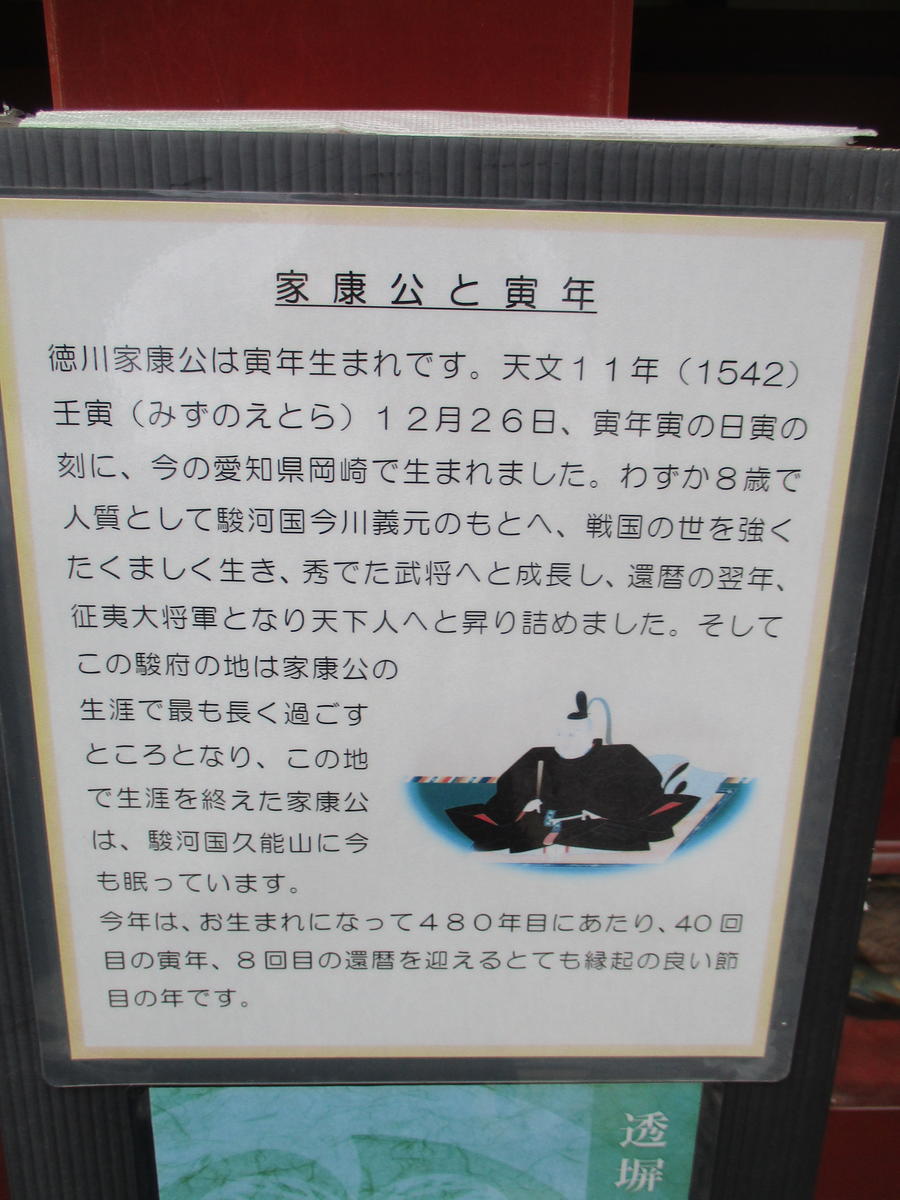 家康公と寅年
徳川家康公は寅年生まれです。天文１１年（1542）
壬寅（みずのえとら）１２月２６日、寅年寅の日寅の
刻に、今の愛知県岡崎で生まれました。わずか８歳で
人質として駿河国今川義元のもとへ、戦国の世を強く
たくましく生き、秀でた武将へと成長し、還暦の翌年、
征夷大将軍となり天下人へと昇り詰めました。そして
この駿府の地は家康公の
生涯で最も長く過ごす
ところとなり、この地
で生涯を終えた家康公
は、駿河国久能山に今
も眠っています。
今年は、お生まれになって４８０年目にあたり、40回
目の寅年、８回目の還暦を迎えるとても縁起の良い節
目の年です。
透塀